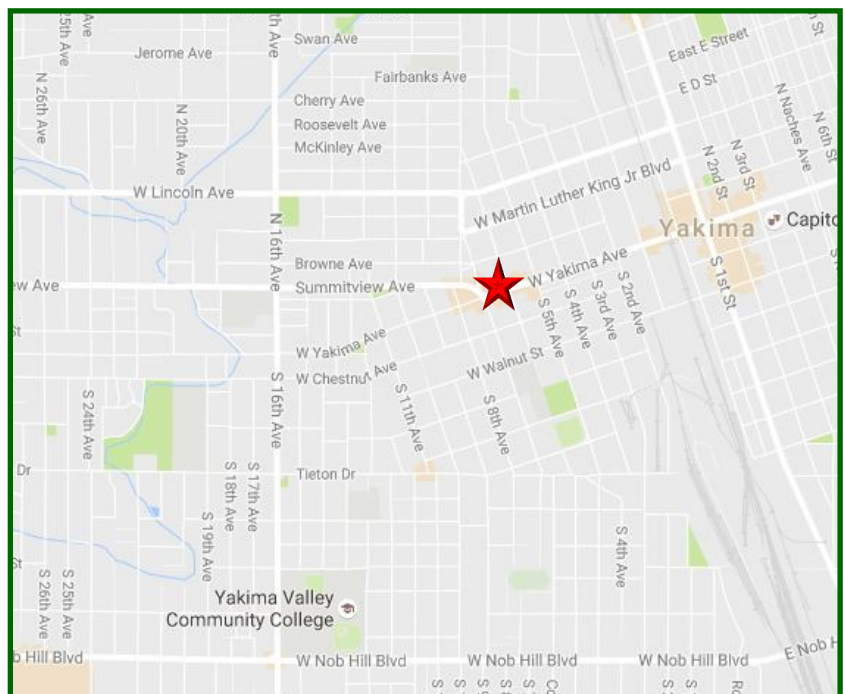 Swan Ave
Jerome Ave
Fairbanks Ave
East E Street
E D St
N 26th Ave
N 20th Ave
Cherry Ave
Roosevelt Ave
McKinley Ave
N Naches Ave
N 6th St
N 3rd St
N 2nd St
W Lincoln Ave
W Martin Luther King Jr Blvd
N 16th Ave
Yakima
Capito
Browne Ave
Summitview Ave
W Yakima Ave
S 1st St
ew Ave
S 5th Ave
S 4th Ave
S 3rd Ave
S 2nd Ave
W Yakima Ave
W Chestnut Ave
W Walnut St
S 16th Ave
S 24th Ave
S 11th Ave
S 8th Ave
Dr
Tieton Dr
S 18th Ave
S 17th Ave
S 19th Ave
S 4th Ave
S 26th Ave
S 25th Ave
Yakima Valley
Community College
b Hill Blvd
W Nob Hill Blvd
W Nob Hill Blvd
W Nob Hill Blvd
E Nob H